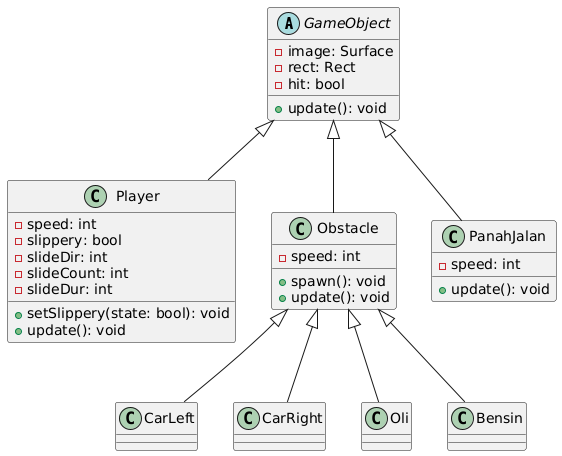 A GameObject
image: Surface
rect: Rect
hit: bool
update(): void
C Player
speed: int
slippery: bool
slideDir: int
slideCount: int
slideDur: int
setSlippery(state: bool): void
update(): void
C Obstacle
speed: int
spawn(): void
update(): void
C PanahJalan
speed: int
update(): void
C CarLeft
C CarRight
C Oli
C Bensin